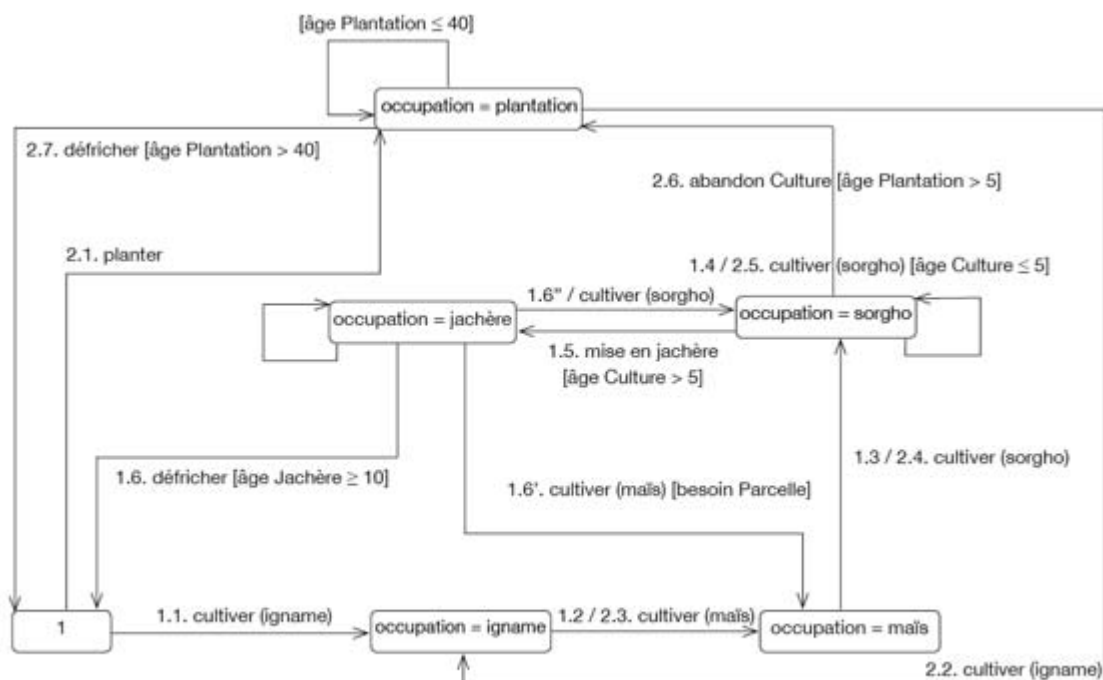 [âge Plantation ≤ 40]
occupation = plantation
2.7. défricher [âge Plantation > 40]
2.6. abandon Culture [âge Plantation > 5]
2.1. planter
1.4 / 2.5. cultiver (sorgho) [âge Culture ≤ 5]
1.6" / cultiver (sorgho)
occupation = jachère
occupation = sorgho
1.5. mise en jachère
[âge Culture > 5]
1.6. défricher [âge Jachère ≥ 10]
1.3 / 2.4. cultiver (sorgho)
1.6'. cultiver (maïs) [besoin Parcelle]
1
1.1. cultiver (igname)
occupation = igname
1.2 / 2.3. cultiver (maïs)
occupation = maïs
2.2. cultiver (igname)